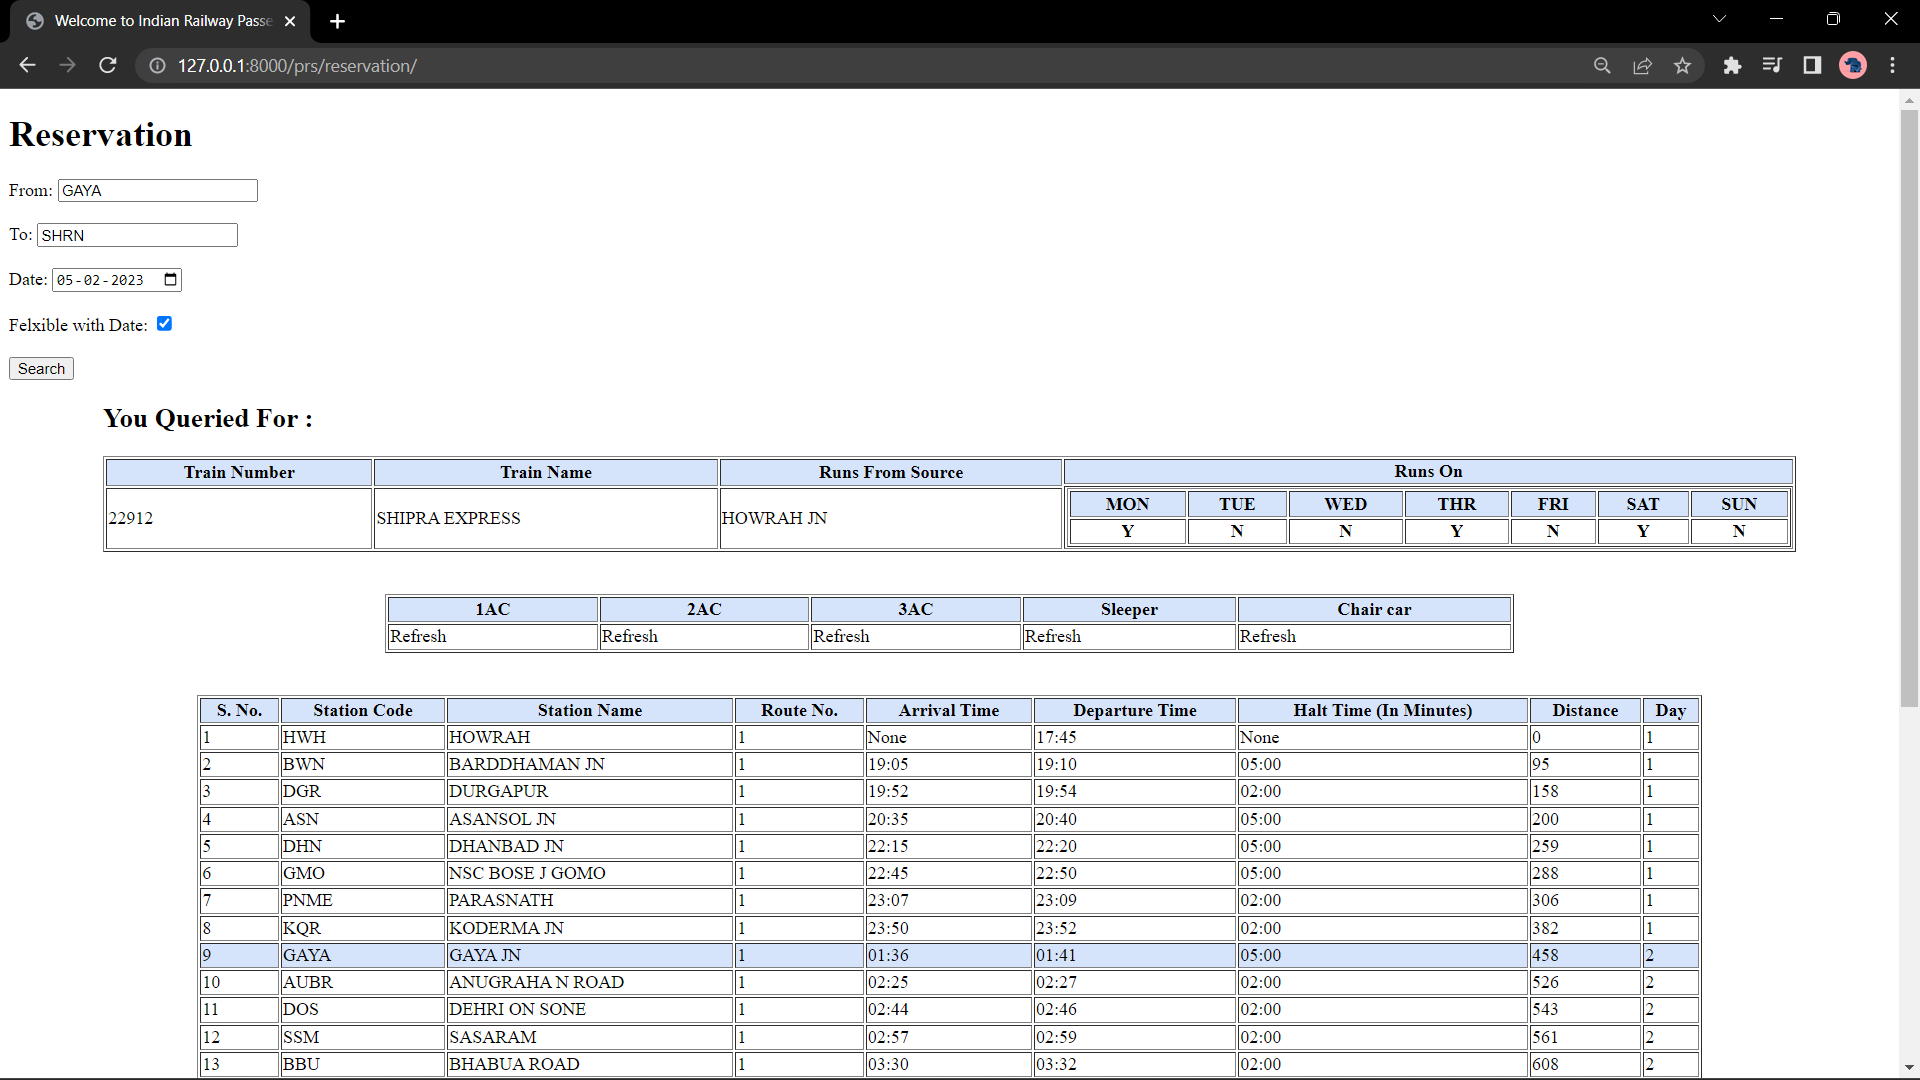 Welcome to Indian Railway Passe
127.0.0.1:8000/prs/reservation/
Reservation
From: GAYA
To: SHRN
Date: 05-02-2023
Felxible with Date:
Search
You Queried For :
Train Number Train Name Runs From Source Runs On
MON TUE WED THR FRI SAT SUN
22912 SHIPRA EXPRESS HOWRAH JN
Y N N Y N Y N
1AC 2AC 3AC Sleeper Chair car
Refresh Refresh Refresh Refresh Refresh
S. No. Station Code Station Name Route No. Arrival Time Departure Time Halt Time (In Minutes) Distance Day
1 HWH HOWRAH 1 None 17:45 None 0 1
2 BWN BARDDHAMAN JN 1 19:05 19:10 05:00 95 1
3 DGR DURGAPUR 1 19:52 19:54 02:00 158 1
4 ASN ASANSOL JN 1 20:35 20:40 05:00 200 1
5 DHN DHANBAD JN 1 22:15 22:20 05:00 259 1
6 GMO NSC BOSE J GOMO 1 22:45 22:50 05:00 288 1
7 PNME PARASNATH 1 23:07 23:09 02:00 306 1
8 KQR KODERMA JN 1 23:50 23:52 02:00 382 1
9 GAYA GAYA JN 1 01:36 01:41 05:00 458 2
10 AUBR ANUGRAHA N ROAD 1 02:25 02:27 02:00 526 2
11 DOS DEHRI ON SONE 1 02:44 02:46 02:00 543 2
12 SSM SASARAM 1 02:57 02:59 02:00 561 2
13 BBU BHABUA ROAD 1 03:30 03:32 02:00 608 2